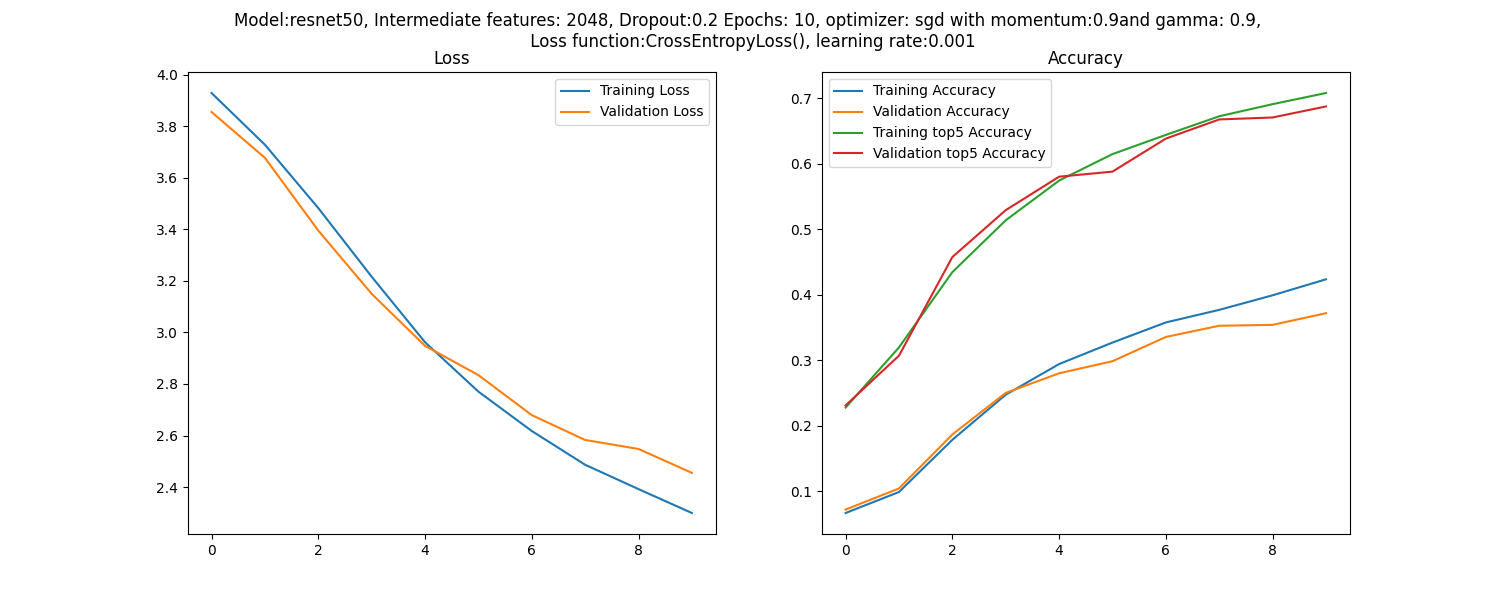 Model:resnet50, Intermediate features: 2048, Dropout:0.2 Epochs: 10, optimizer: sgd with momentum:0.9and gamma: 0.9,
Loss function:CrossEntropyLoss(), learning rate:0.001
Loss
4.0
3.8
3.6
3.4
3.2
3.0
2.8
2.6
2.4
0 2 4 6 8
Training Loss
Validation Loss
Accuracy
0.7
0.6
0.5
0.4
0.3
0.2
0.1
0 2 4 6 8
Training Accuracy
Validation Accuracy
Training top5 Accuracy
Validation top5 Accuracy